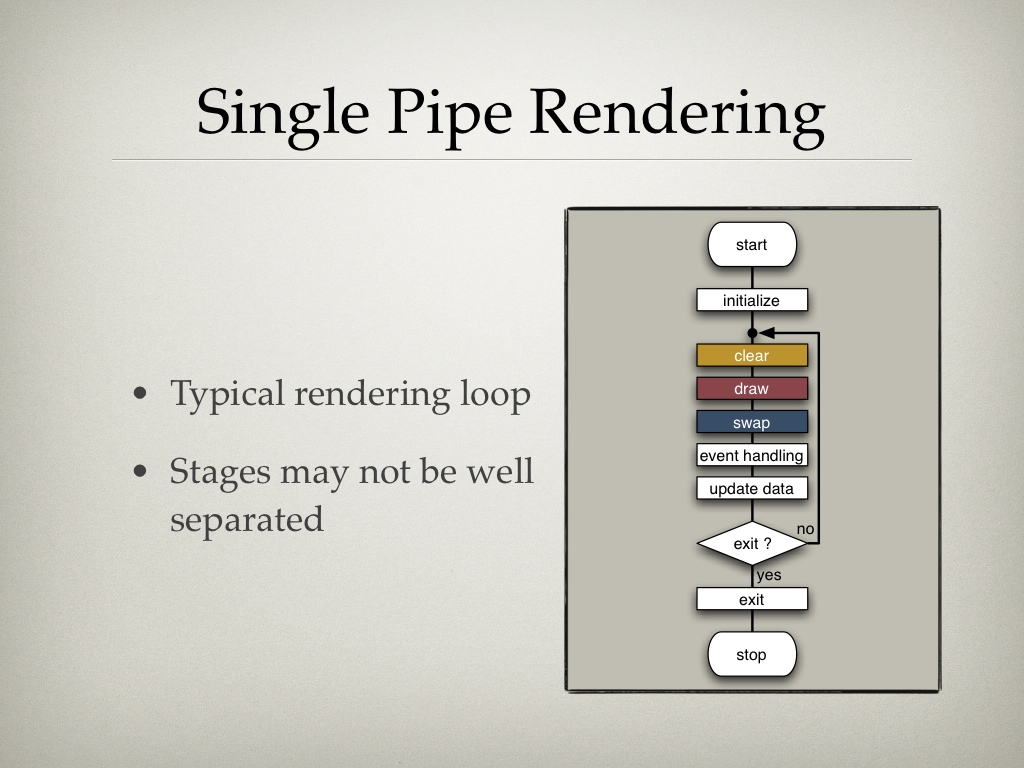 Single Pipe Rendering
• Typical rendering loop
• Stages may not be well
separated
start
initialize
clear
draw
swap
event handling
update data
no
exit ?
yes
exit
stop